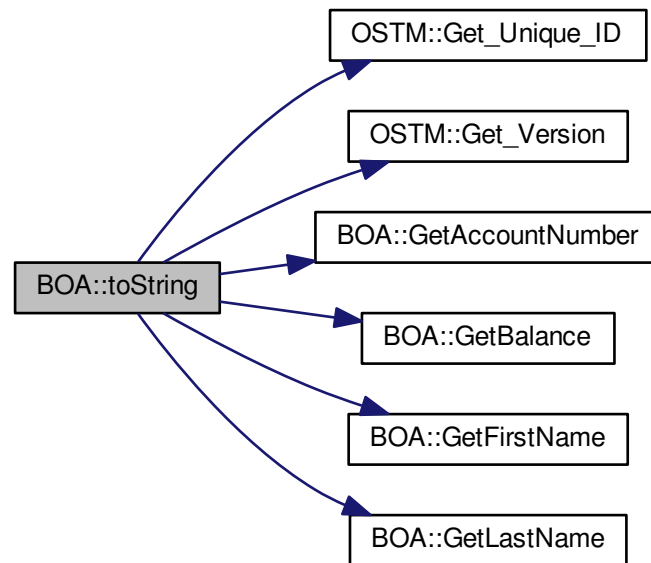 OSTM::Get_Unique_ID
OSTM::Get_Version
BOA::GetAccountNumber
BOA::toString
BOA::GetBalance
BOA::GetFirstName
BOA::GetLastName